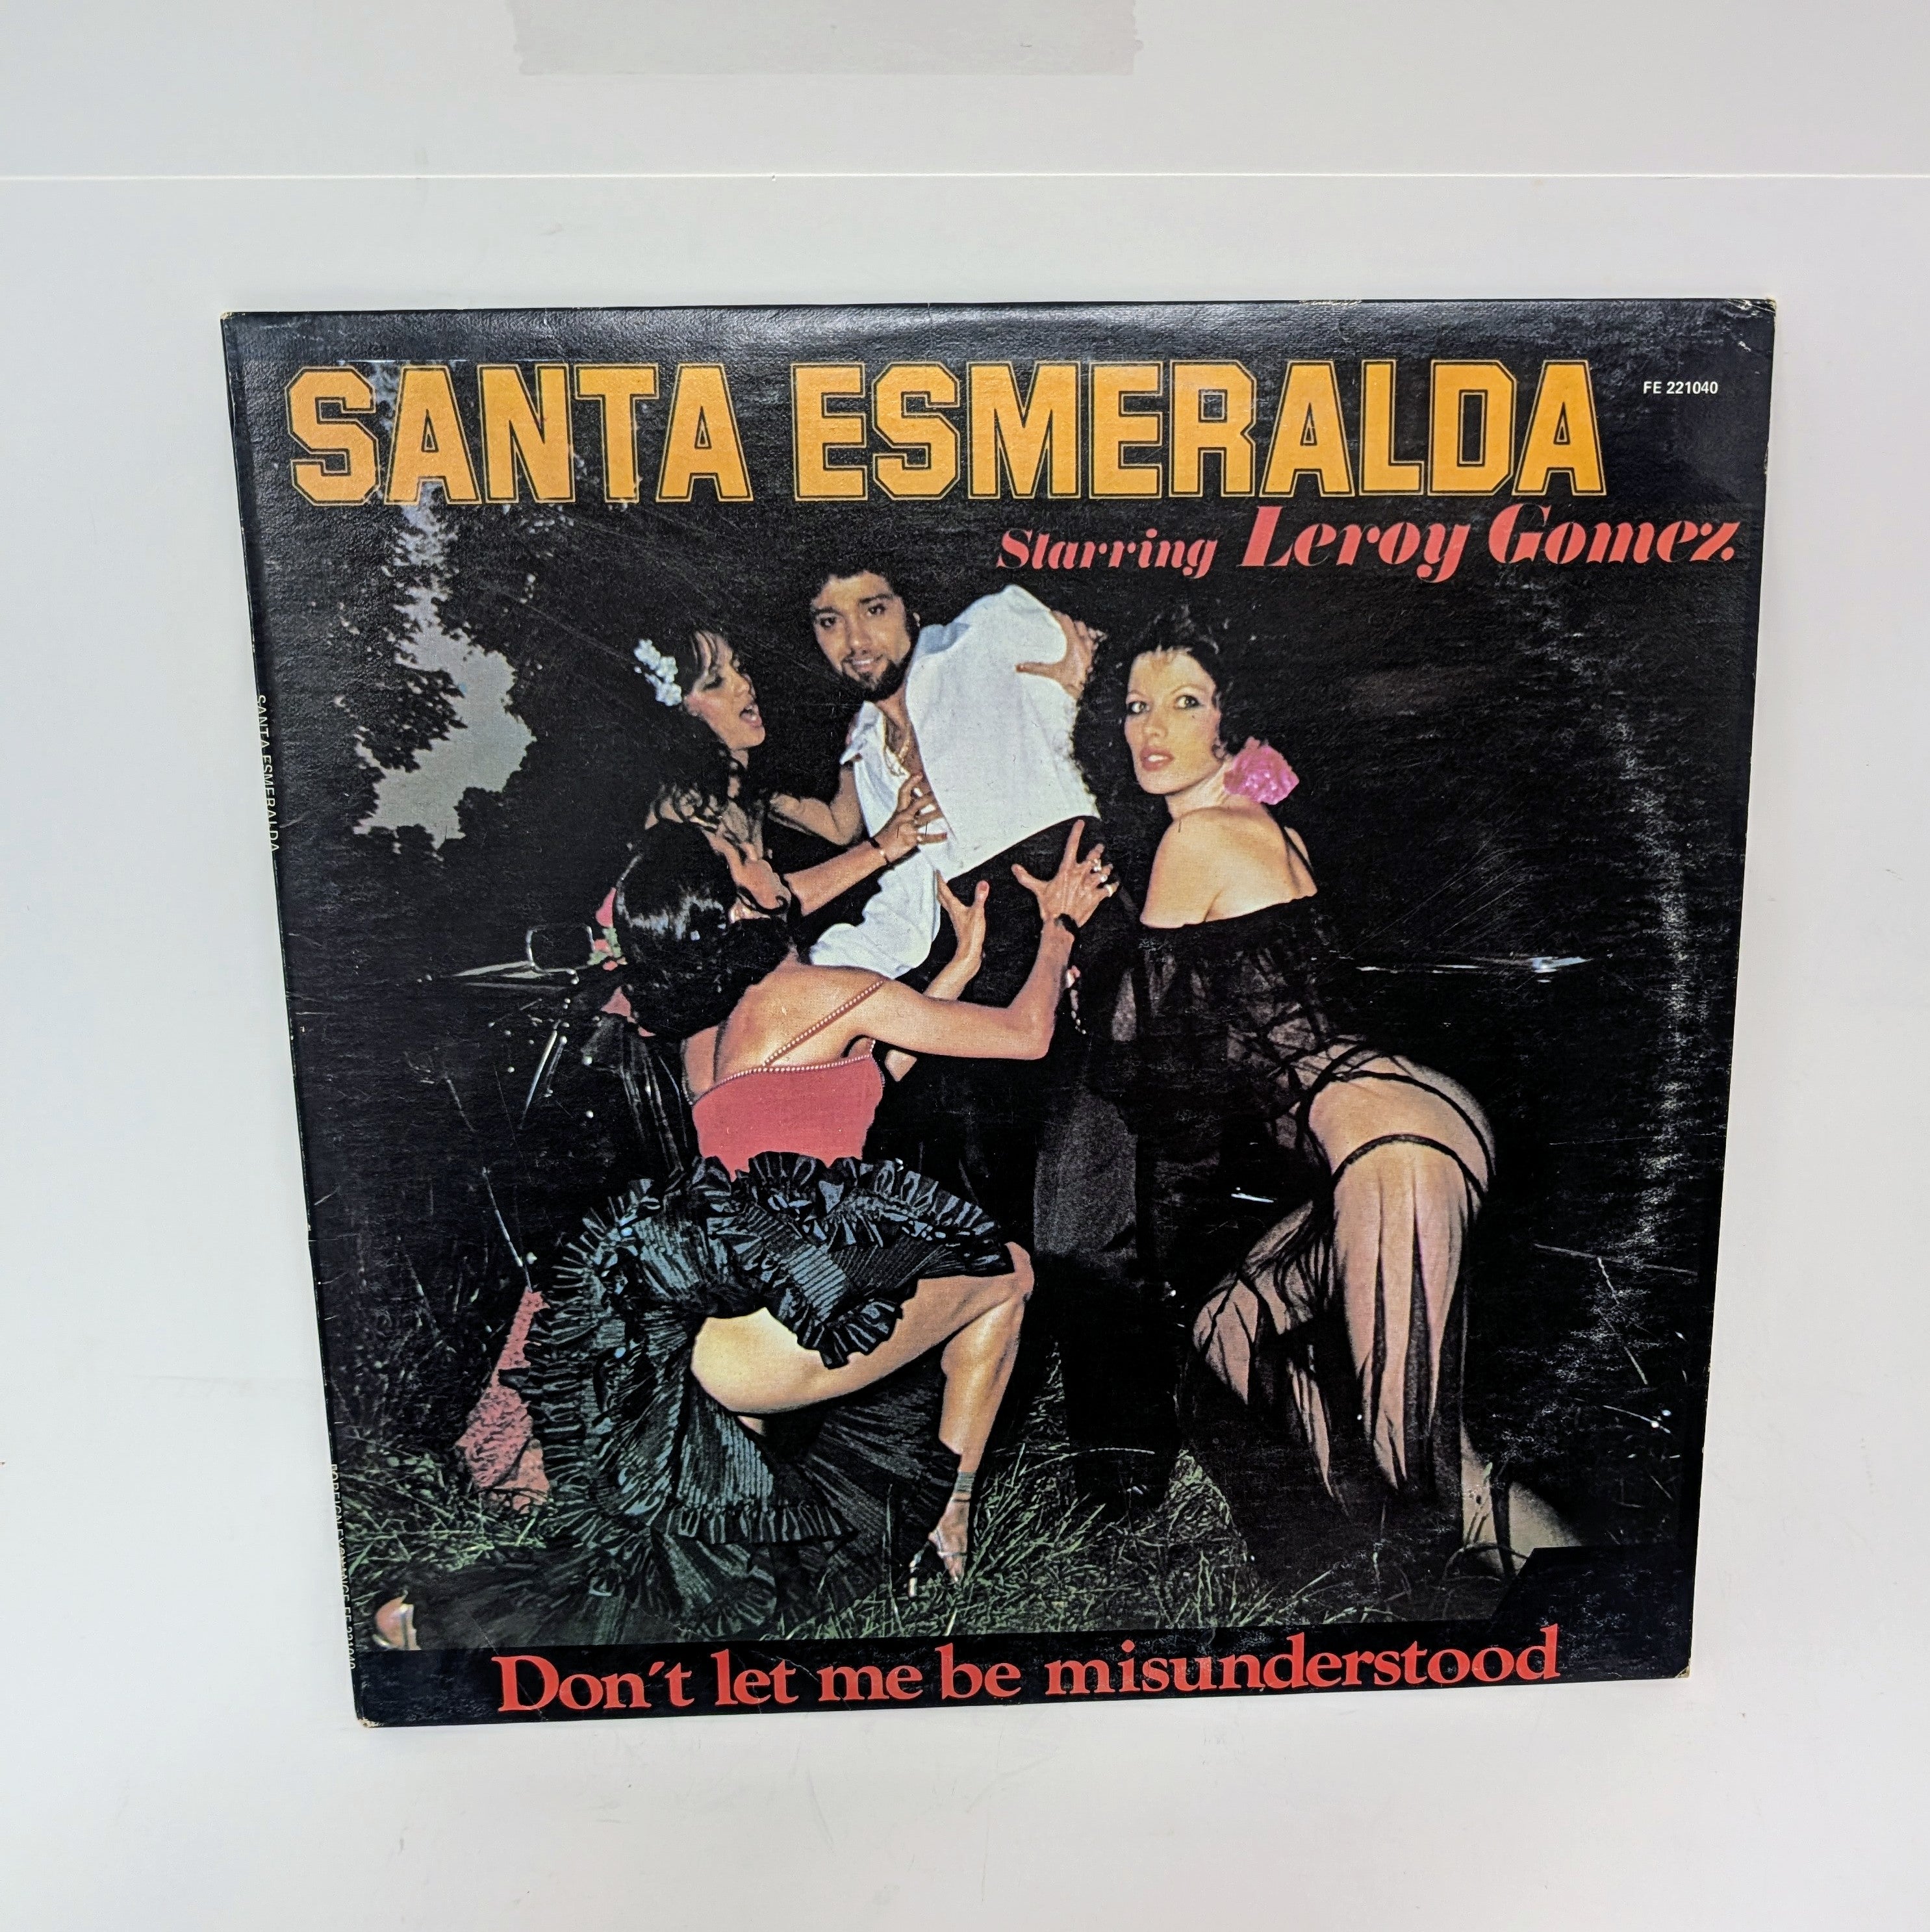 SANTA ESMERALDA
FE 221040
Starring Leroy Gomez
SANTA ESMERALDA
Don't let me be misunderstood